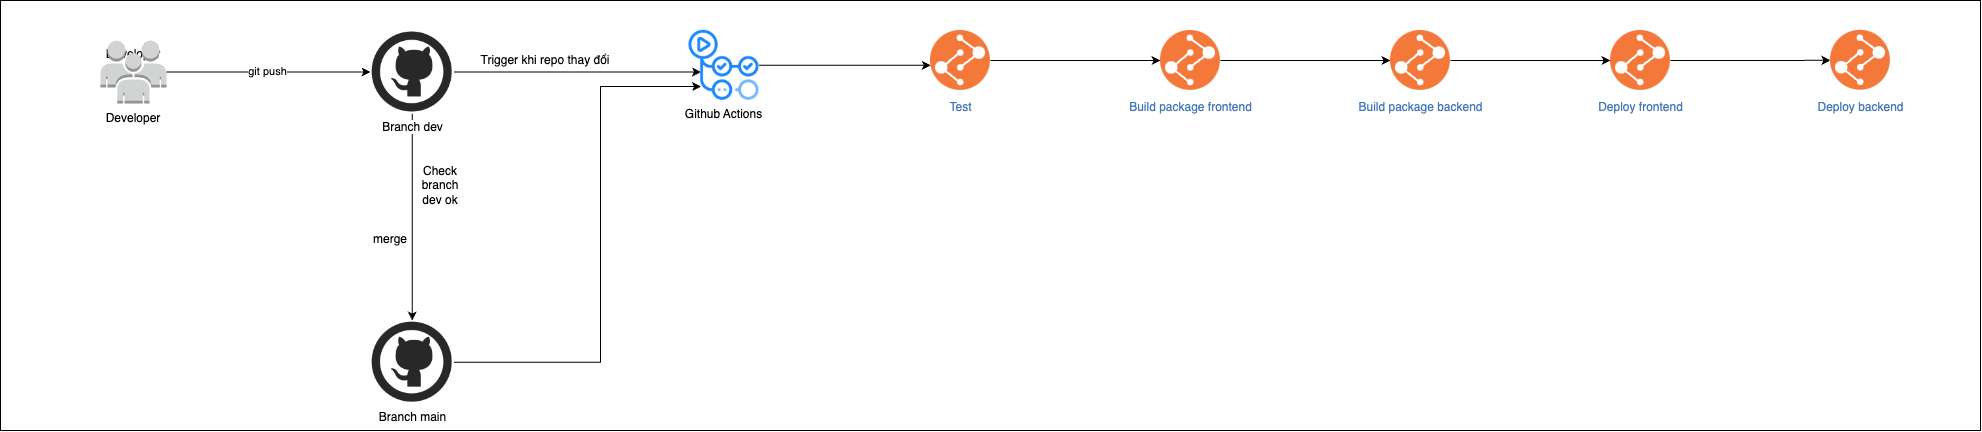 Developer
Developer
git push
Branch dev
Trigger khi repo thay đổi
Github Actions
Test
Build package frontend
Build package backend
Deploy frontend
Deploy backend
Check
branch
dev ok
merge
Branch main